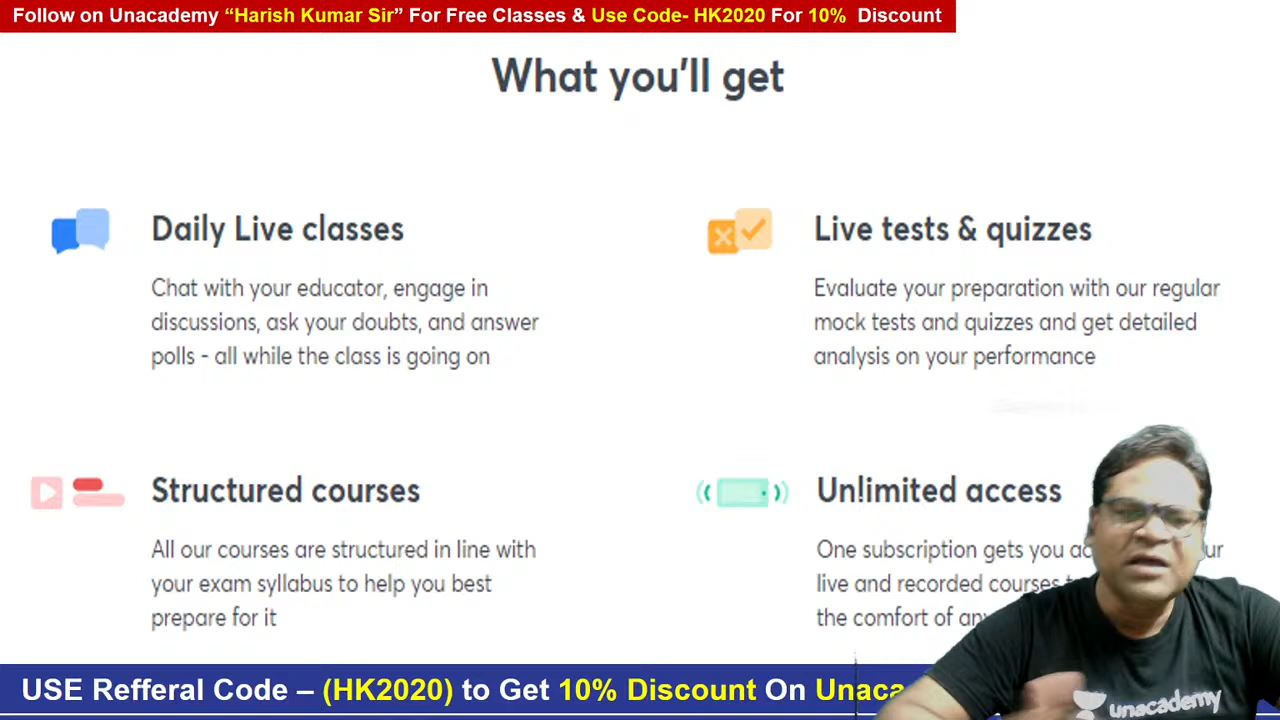 Follow on Unacademy “Harish Kumar Sir” For Free Classes & Use Code- HK2020 For 10% Discount
What you’ll get
Daily Live classes
Chat with your educator, engage in
discussions, ask your doubts, and answer
polls - all while the class is going on
Live tests & quizzes
Evaluate your preparation with our regular
mock tests and quizzes and get detailed
analysis on your performance
Structured courses
All our courses are structured in line with
your exam syllabus to help you best
prepare for it
Unlimited access
One subscription gets you
live and recorded courses
the comfort of
USE Refferal Code – (HK2020) to Get 10% Discount On
unacademy